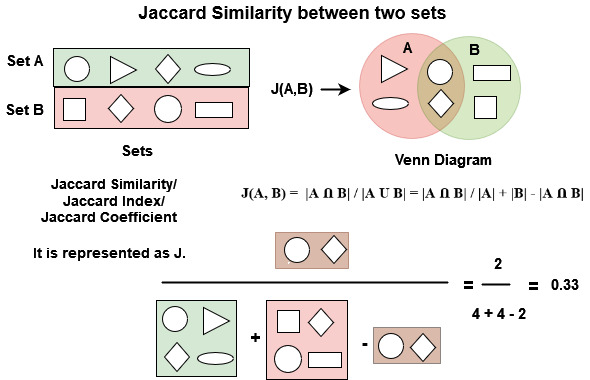 Jaccard Similarity between two sets
Set A
Set B
Sets
J(A,B)
A
B
Venn Diagram
Jaccard Similarity/
Jaccard Index/
Jaccard Coefficient
J(A, B) = |A Ո B| / |A U B| = |A Ո B| / |A| + |B| - |A Ո B|
It is represented as J.
+
-
=
2
4 + 4 - 2
= 0.33